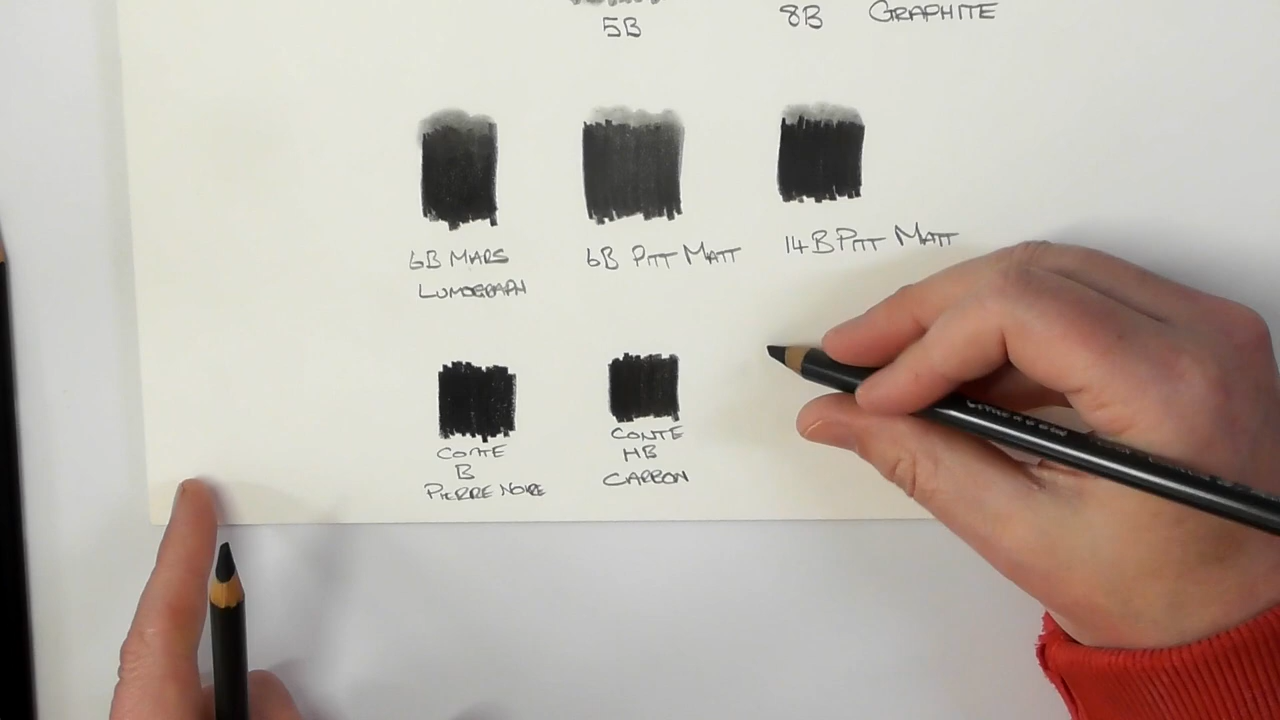 5B 8B GRAPHITE
6B MARS
LUMOGRAPH
6B PITT MATT
14B PITT MATT
CONTE
B
PIERRE NOIRE
CONTE
HB
CARBON